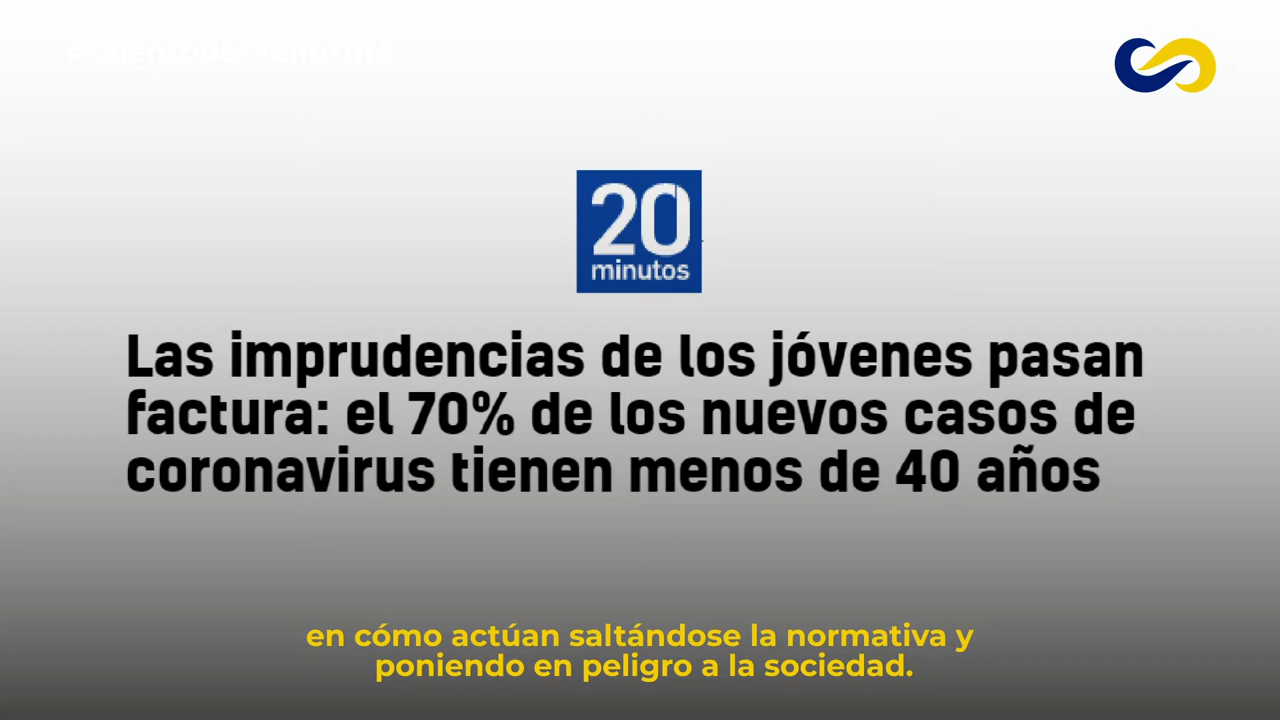 20
minutos
Las imprudencias de los jóvenes pasan
factura: el 70% de los nuevos casos de
coronavirus tienen menos de 40 años
en cómo actúan saltándose la normativa y
poniendo en peligro a la sociedad.